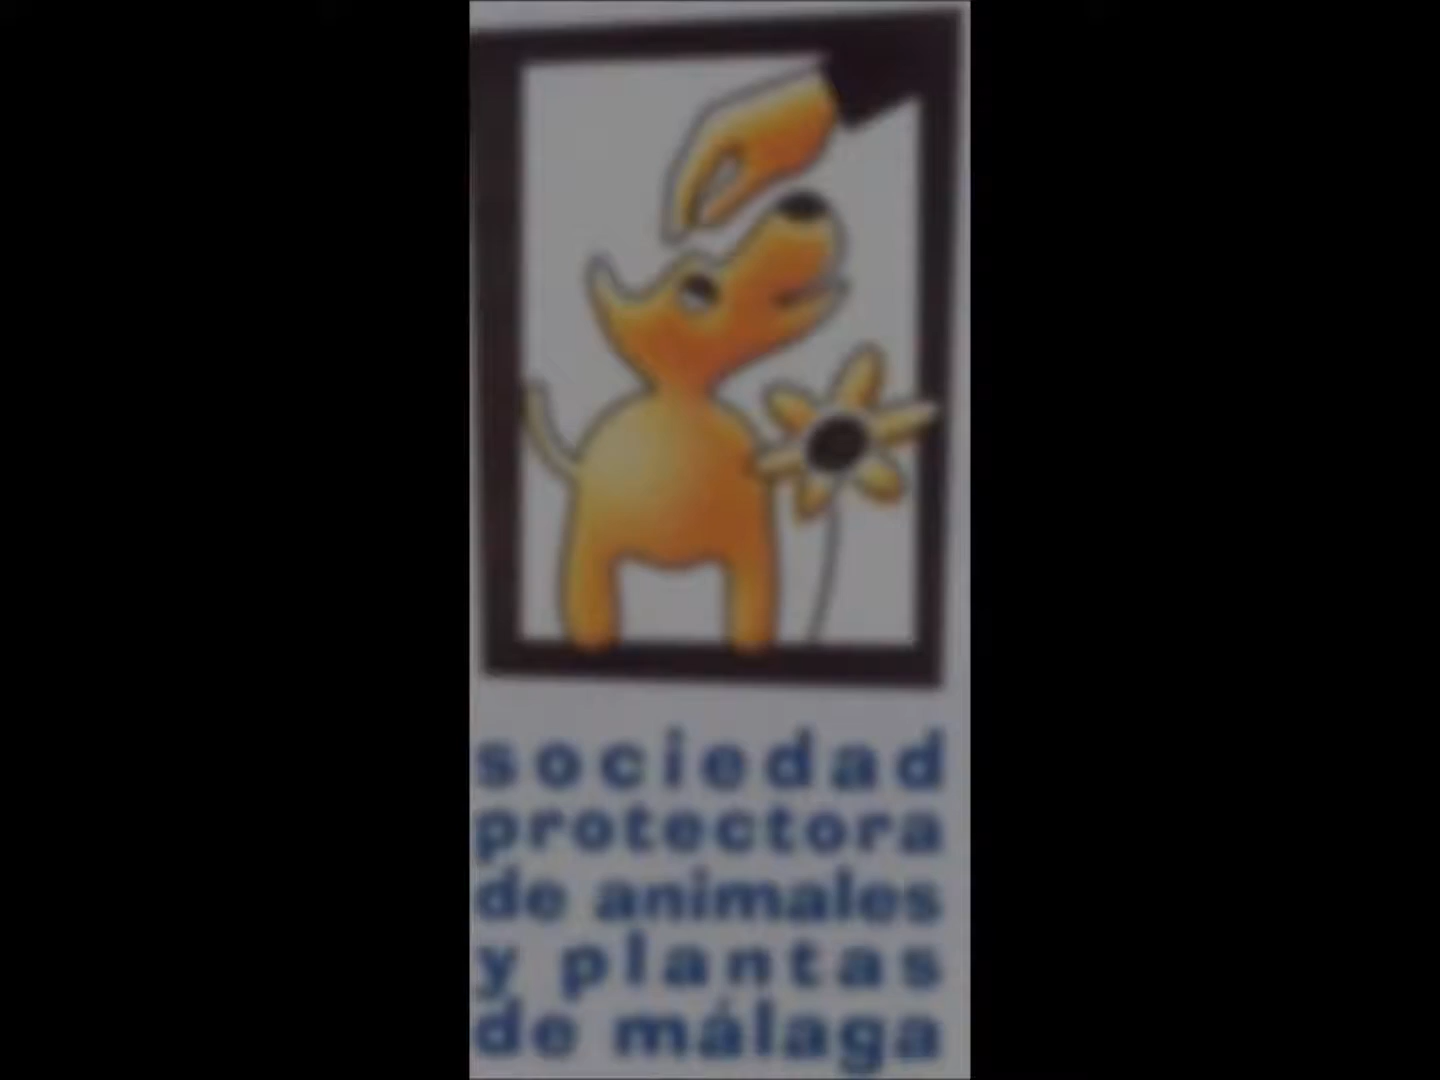 sociedad
protectora
de animales
y plantas
de málaga